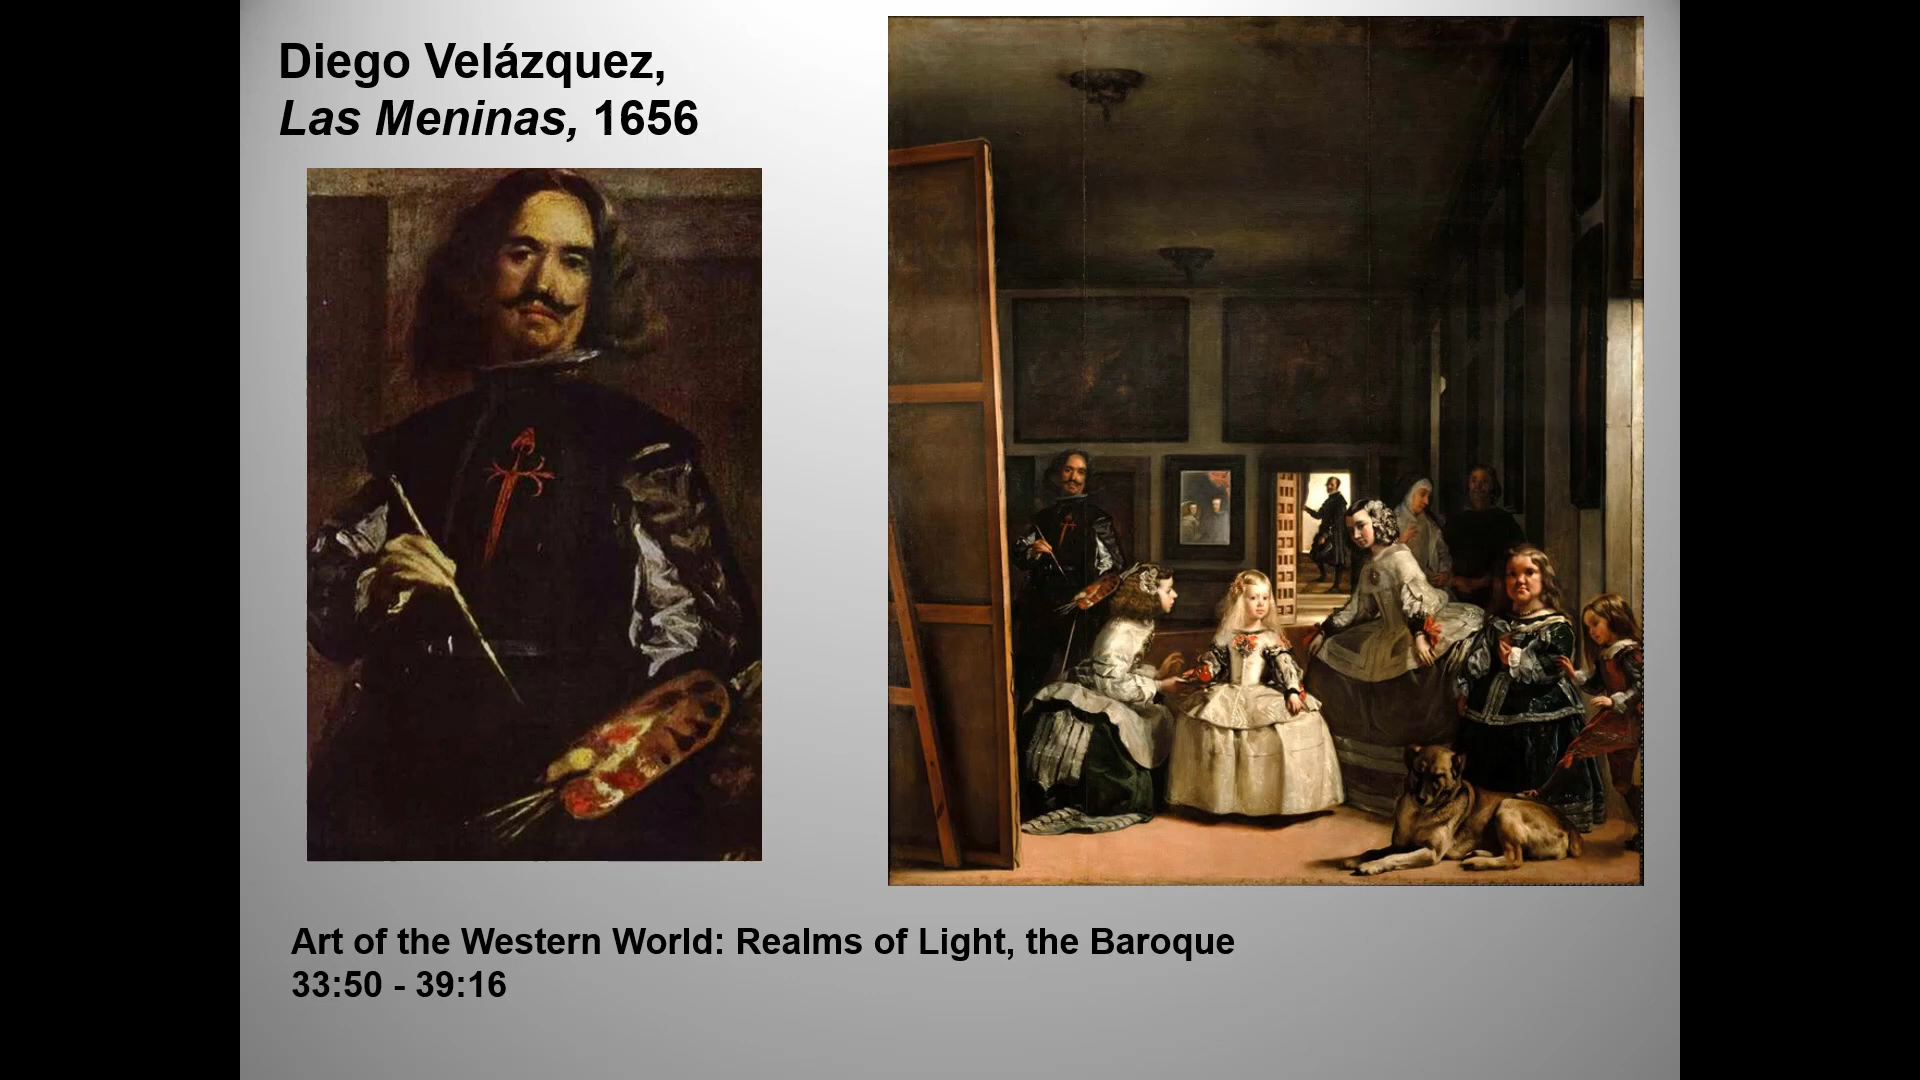 Diego Velázquez,
Las Meninas, 1656
Art of the Western World: Realms of Light, the Baroque
33:50 - 39:16